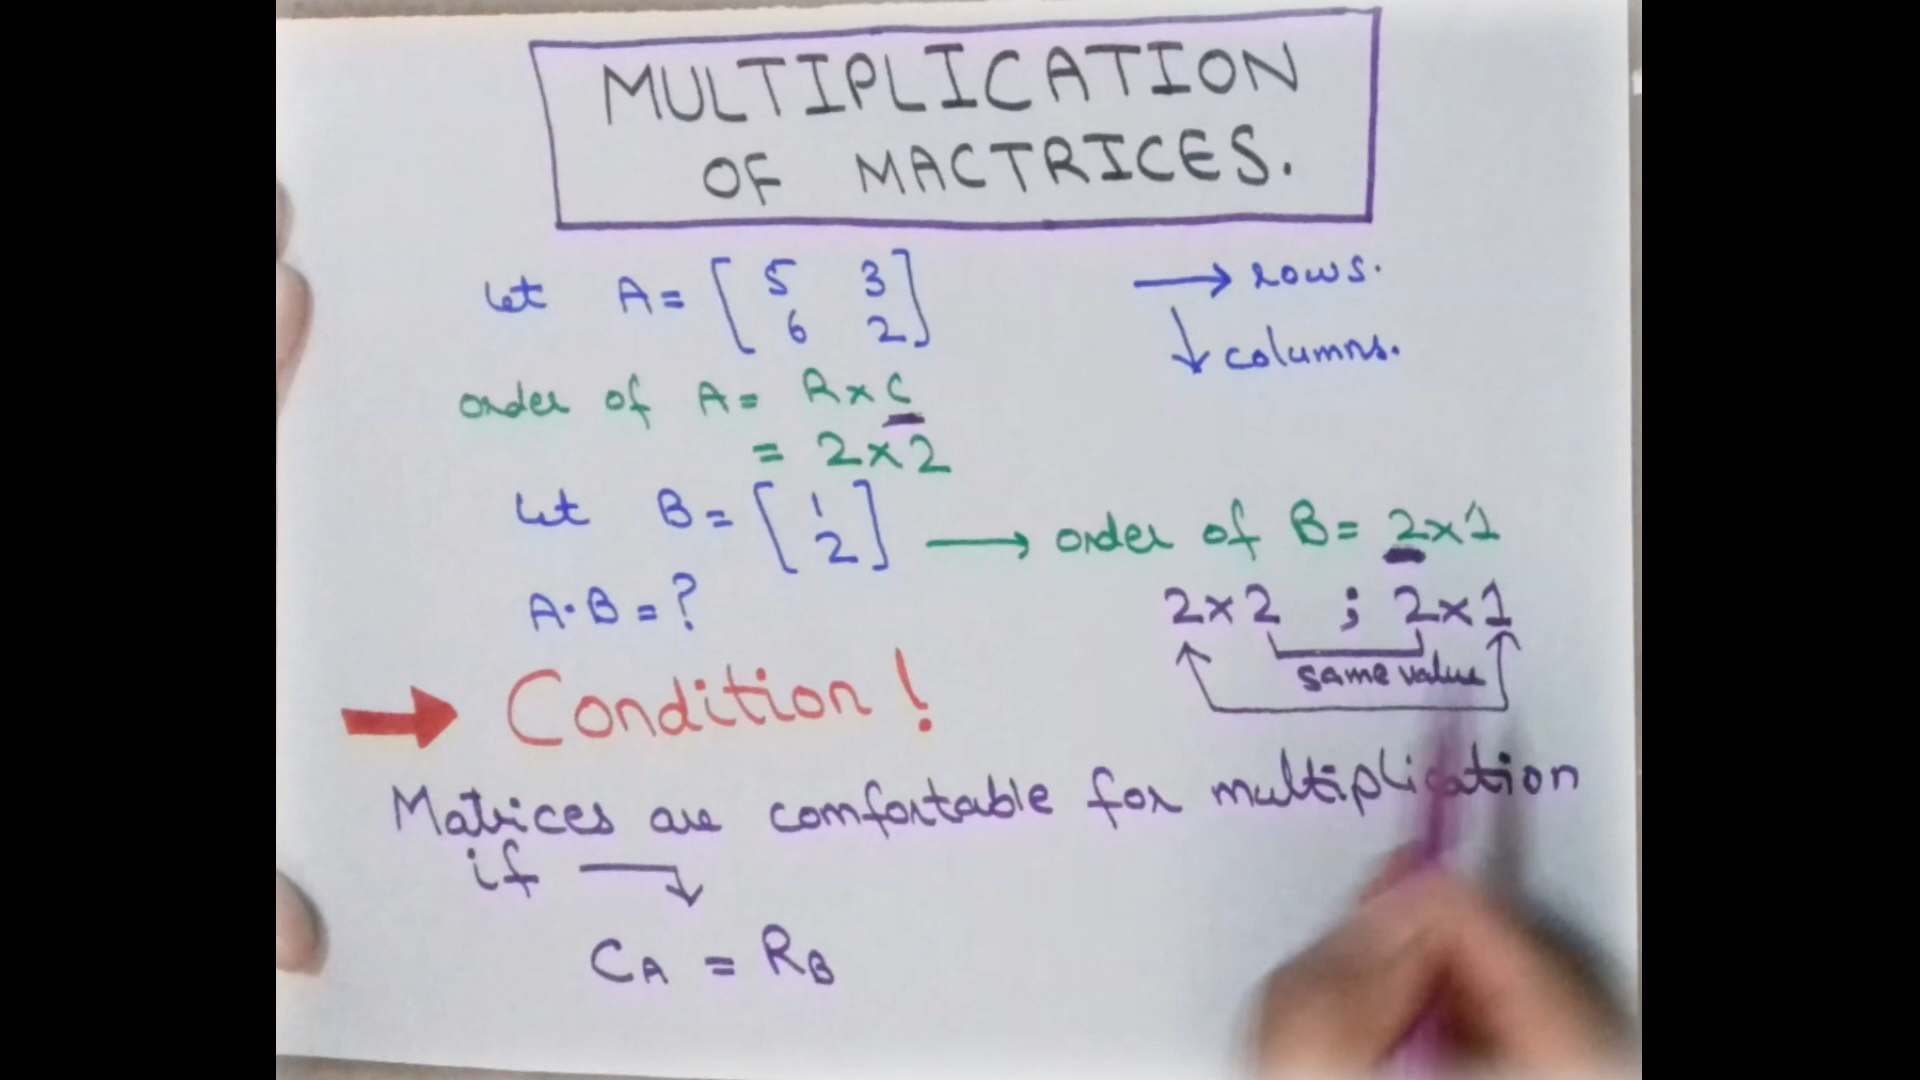 MULTIPLICATION
OF MACTRICES.
Let A = [ 5 3
6 2 ]
→ rows.
↓ columns.
order of A = R×C
= 2×2
Let B = [ 1
2 ] → order of B = 2×1
A·B = ?
2×2 ; 2×1
same value
→ Condition!
Matrices are comfortable for multiplication
if
CA = RB